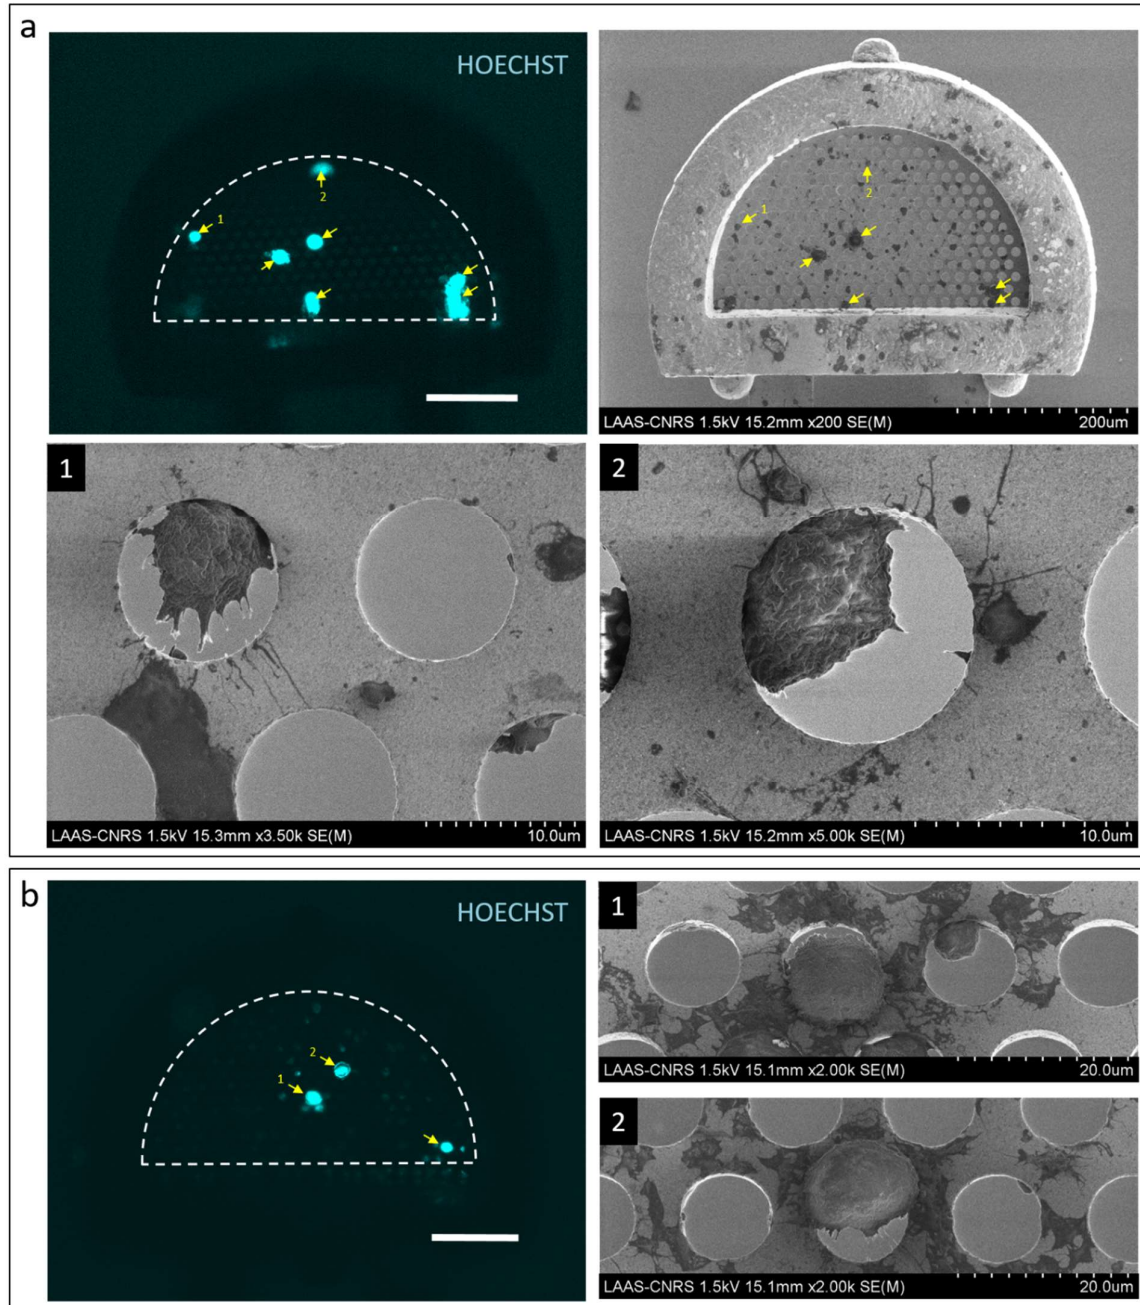 a
HOECHST
1
2
1
2
LAAS-CNRS 1.5kV 15.2mm x200 SE(M) 200um
1
LAAS-CNRS 1.5kV 15.3mm x3.50k SE(M) 10.0um
2
LAAS-CNRS 1.5kV 15.2mm x5.00k SE(M) 10.0um
b
HOECHST
2
1
1
LAAS-CNRS 1.5kV 15.1mm x2.00k SE(M) 20.0um
2
LAAS-CNRS 1.5kV 15.1mm x2.00k SE(M) 20.0um